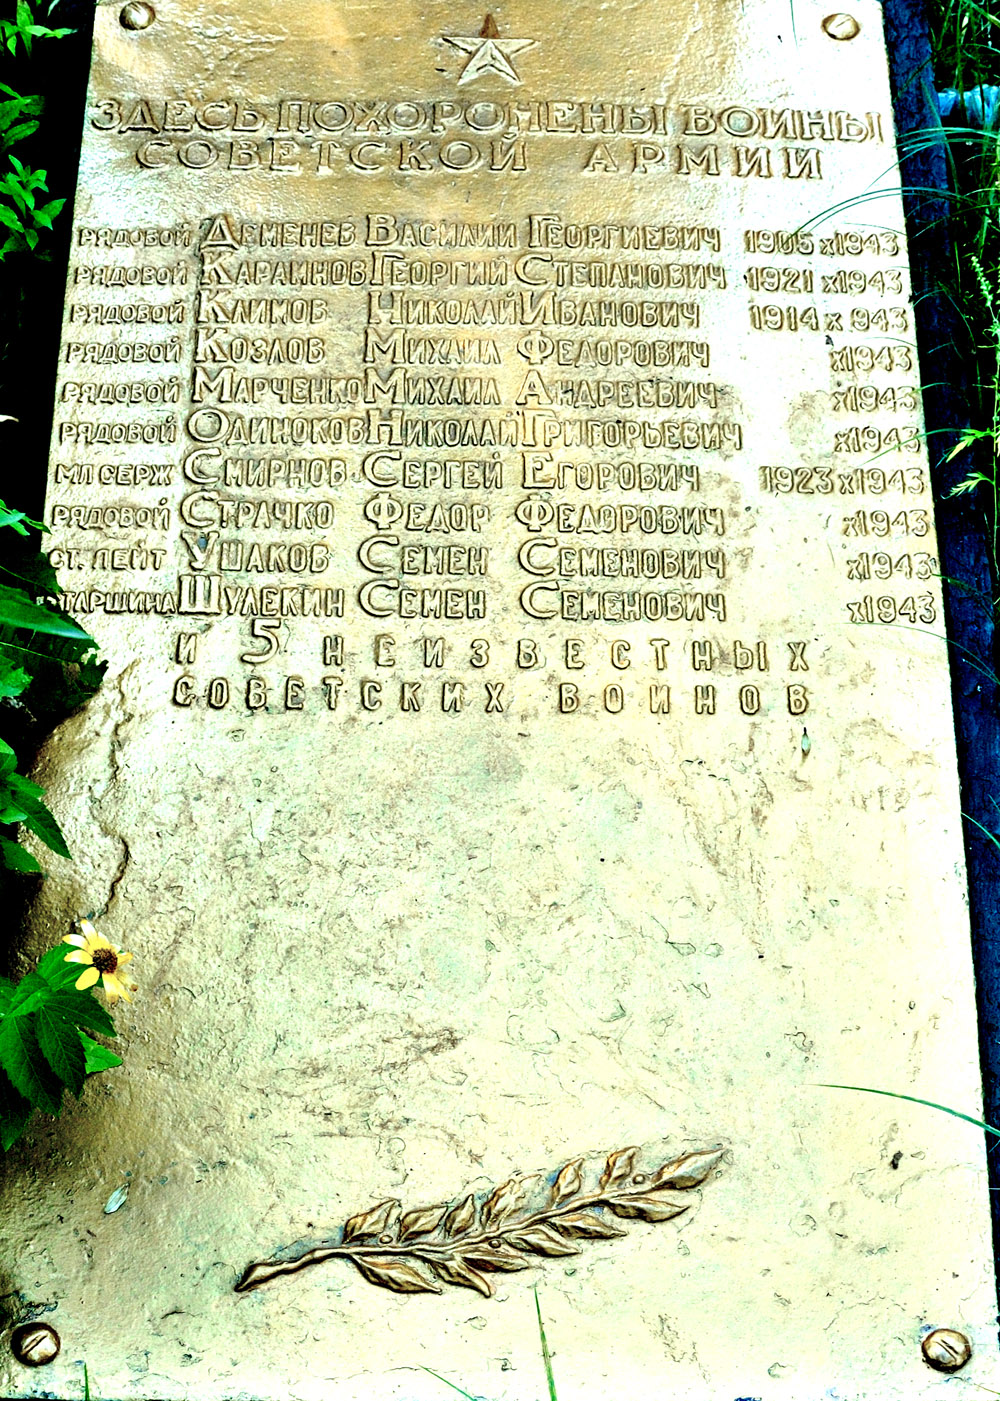 ЗДЕСЬ ПОХОРОНЕНЫ ВОИНЫ
СОВЕТСКОЙ АРМИИ
РЯДОВОЙ ДЕМЕНЕВ ВАСИЛИЙ ГЕОРГИЕВИЧ 1905 X1943
РЯДОВОЙ КАРАИНОВ ГЕОРГИЙ СТЕПАНОВИЧ 1921 X1943
РЯДОВОЙ КЛИМОВ НИКОЛАЙ ИВАНОВИЧ 1914 X 943
РЯДОВОЙ КОЗЛОВ МИХАИЛ ФЕДОРОВИЧ X1943
РЯДОВОЙ МАРЧЕНКО МИХАИЛ АНДРЕЕВИЧ X1943
РЯДОВОЙ ОДИНОКОВ НИКОЛАЙ ГРИГОРЬЕВИЧ X1943
МЛ СЕРЖ СМИРНОВ СЕРГЕЙ ЕГОРОВИЧ 1923 X1943
РЯДОВОЙ СТРАЧКО ФЕДОР ФЕДОРОВИЧ X1943
СТ. ЛЕЙТ УШАКОВ СЕМЕН СЕМЕНОВИЧ X1943
СТАРШИНА ШУЛЕКИН СЕМЕН СЕМЕНОВИЧ X1943
И 5 НЕИЗВЕСТНЫХ
СОВЕТСКИХ ВОИНОВ